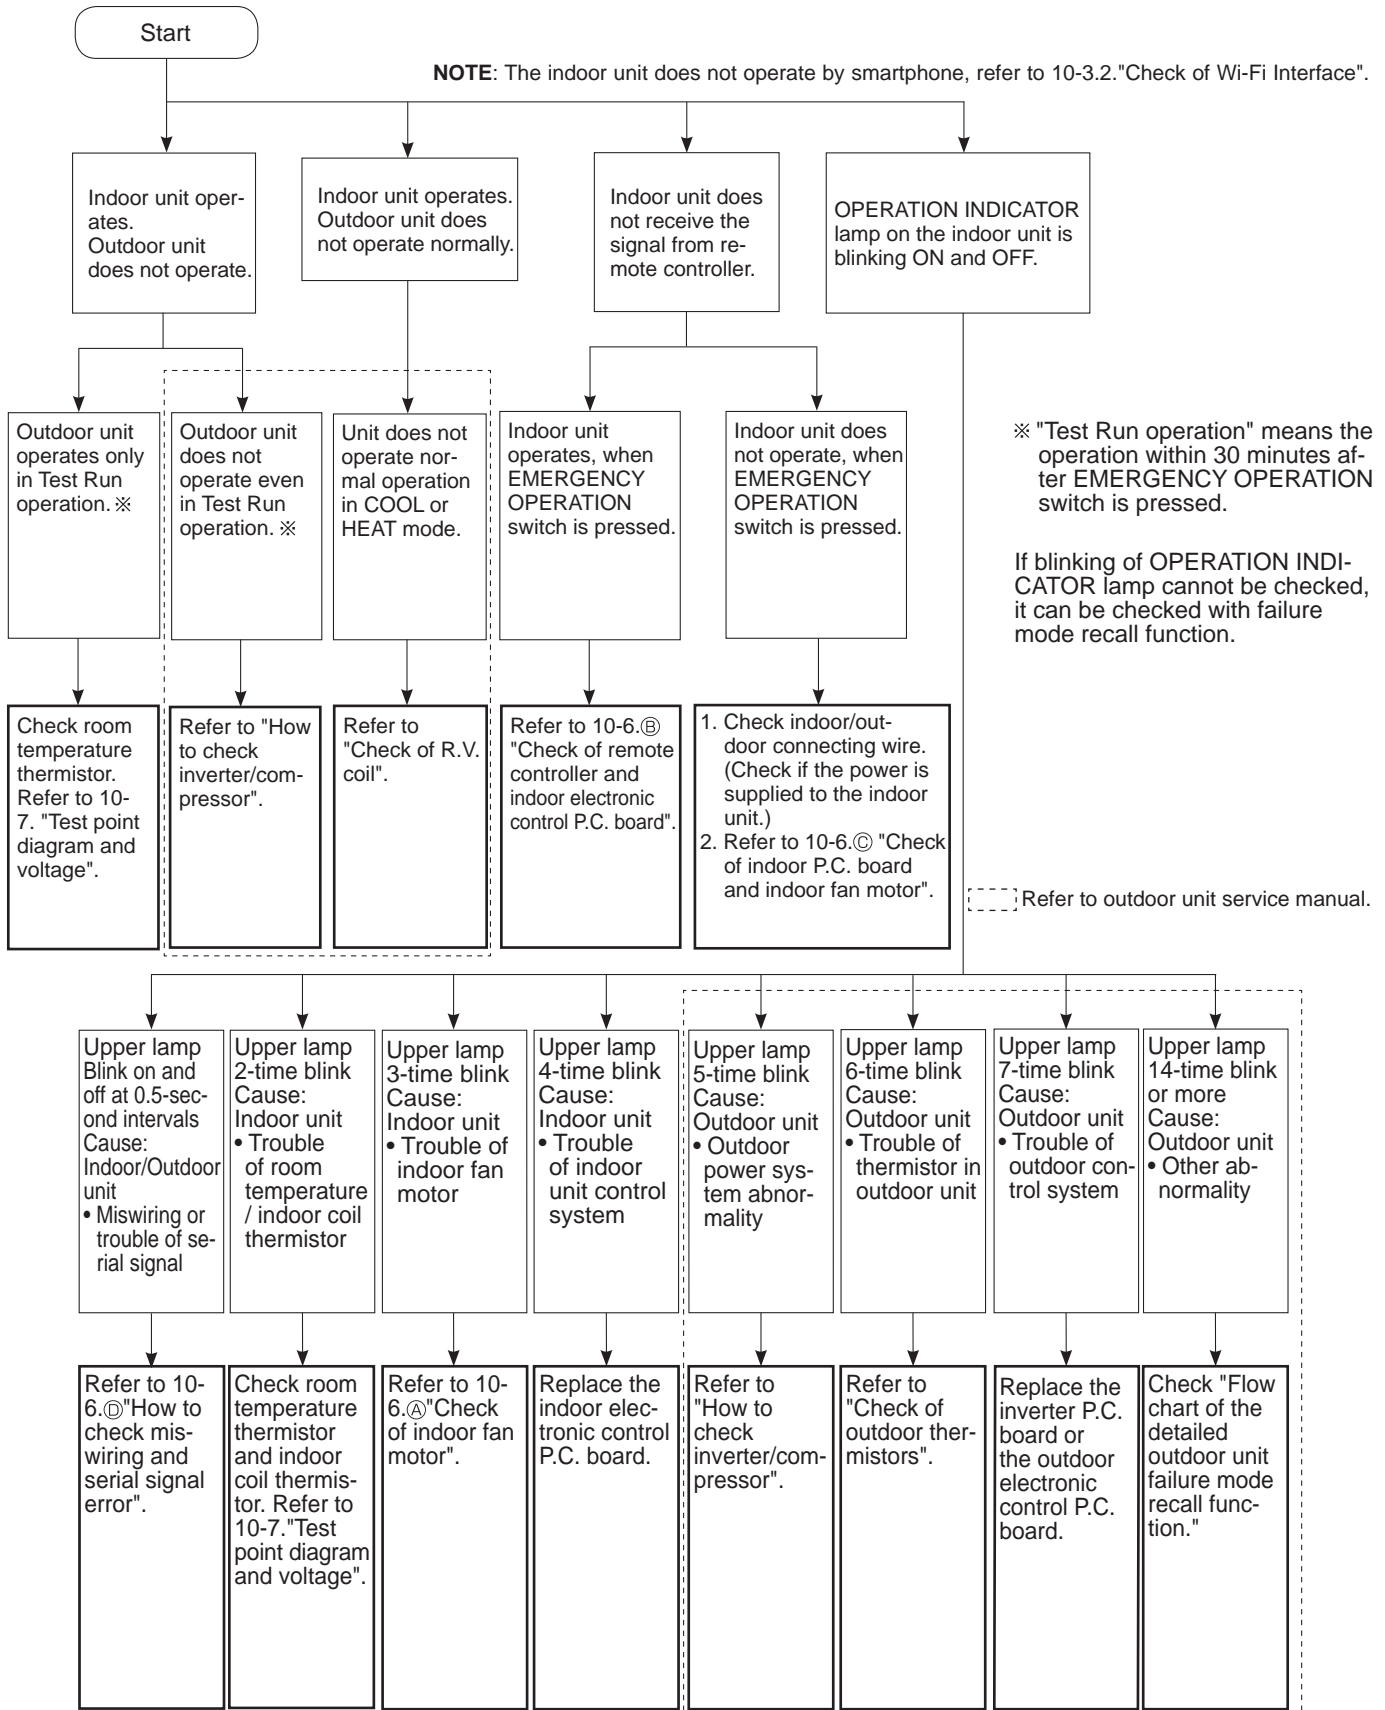 Start
NOTE: The indoor unit does not operate by smartphone, refer to 10-3.2."Check of Wi-Fi Interface".
Indoor unit oper-
ates.
Outdoor unit
does not operate.
Indoor unit operates.
Outdoor unit does
not operate normally.
Indoor unit does
not receive the
signal from re-
mote controller.
OPERATION INDICATOR
lamp on the indoor unit is
blinking ON and OFF.
Outdoor unit
operates only
in Test Run
operation. ※
Outdoor unit
does not
operate even
in Test Run
operation. ※
Unit does not
operate nor-
mal operation
in COOL or
HEAT mode.
Indoor unit
operates, when
EMERGENCY
OPERATION
switch is pressed.
Indoor unit does
not operate, when
EMERGENCY
OPERATION
switch is pressed.
※ "Test Run operation" means the
operation within 30 minutes af-
ter EMERGENCY OPERATION
switch is pressed.
If blinking of OPERATION INDI-
CATOR lamp cannot be checked,
it can be checked with failure
mode recall function.
Check room
temperature
thermistor.
Refer to 10-
7. "Test point
diagram and
voltage".
Refer to "How
to check
inverter/com-
pressor".
Refer to
"Check of R.V.
coil".
Refer to 10-6.Ⓑ
"Check of remote
controller and
indoor electronic
control P.C. board".
1. Check indoor/out-
door connecting wire.
(Check if the power is
supplied to the indoor
unit.)
2. Refer to 10-6.Ⓒ "Check
of indoor P.C. board
and indoor fan motor".
Refer to outdoor unit service manual.
Upper lamp
Blink on and
off at 0.5-sec-
ond intervals
Cause:
Indoor/Outdoor
unit
• Miswiring or
trouble of se-
rial signal
Upper lamp
2-time blink
Cause:
Indoor unit
• Trouble
of room
temperature
/ indoor coil
thermistor
Upper lamp
3-time blink
Cause:
Indoor unit
• Trouble of
indoor fan
motor
Upper lamp
4-time blink
Cause:
Indoor unit
• Trouble
of indoor
unit control
system
Upper lamp
5-time blink
Cause:
Outdoor unit
• Outdoor
power sys-
tem abnor-
mality
Upper lamp
6-time blink
Cause:
Outdoor unit
• Trouble of
thermistor in
outdoor unit
Upper lamp
7-time blink
Cause:
Outdoor unit
• Trouble of
outdoor con-
trol system
Upper lamp
14-time blink
or more
Cause:
Outdoor unit
• Other ab-
normality
Refer to 10-
6.Ⓓ"How to
check mis-
wiring and
serial signal
error".
Check room
temperature
thermistor
and indoor
coil thermis-
tor. Refer to
10-7."Test
point diagram
and voltage".
Refer to 10-
6.Ⓐ"Check
of indoor fan
motor".
Replace the
indoor elec-
tronic control
P.C. board.
Refer to
"How to
check
inverter/com-
pressor".
Refer to
"Check of
outdoor ther-
mistors".
Replace the
inverter P.C.
board or
the outdoor
electronic
control P.C.
board.
Check "Flow
chart of the
detailed
outdoor unit
failure mode
recall func-
tion."